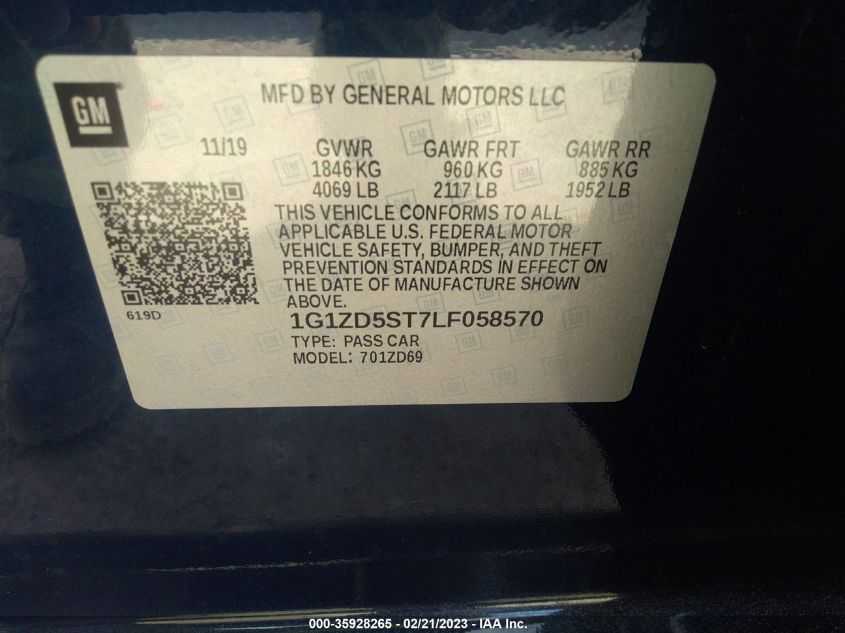 GM
MFD BY GENERAL MOTORS LLC
11/19 GVWR GAWR FRT GAWR RR
1846 KG 960 KG 885 KG
4069 LB 2117 LB 1952 LB
THIS VEHICLE CONFORMS TO ALL
APPLICABLE U.S. FEDERAL MOTOR
VEHICLE SAFETY, BUMPER, AND THEFT
PREVENTION STANDARDS IN EFFECT ON
THE DATE OF MANUFACTURE SHOWN
ABOVE.
619D
1G1ZD5ST7LF058570
TYPE: PASS CAR
MODEL: 701ZD69
000-35928265 - 02/21/2023 - IAA Inc.